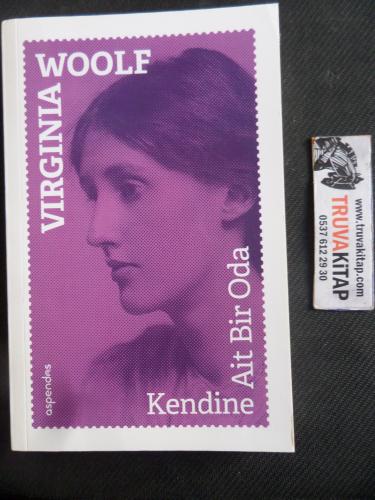 VIRGINIA
WOOLF
Kendine
Ait Bir Oda
aspendos
www.truvakitap.com
TRUVAKiTAP
0537 612 29 30